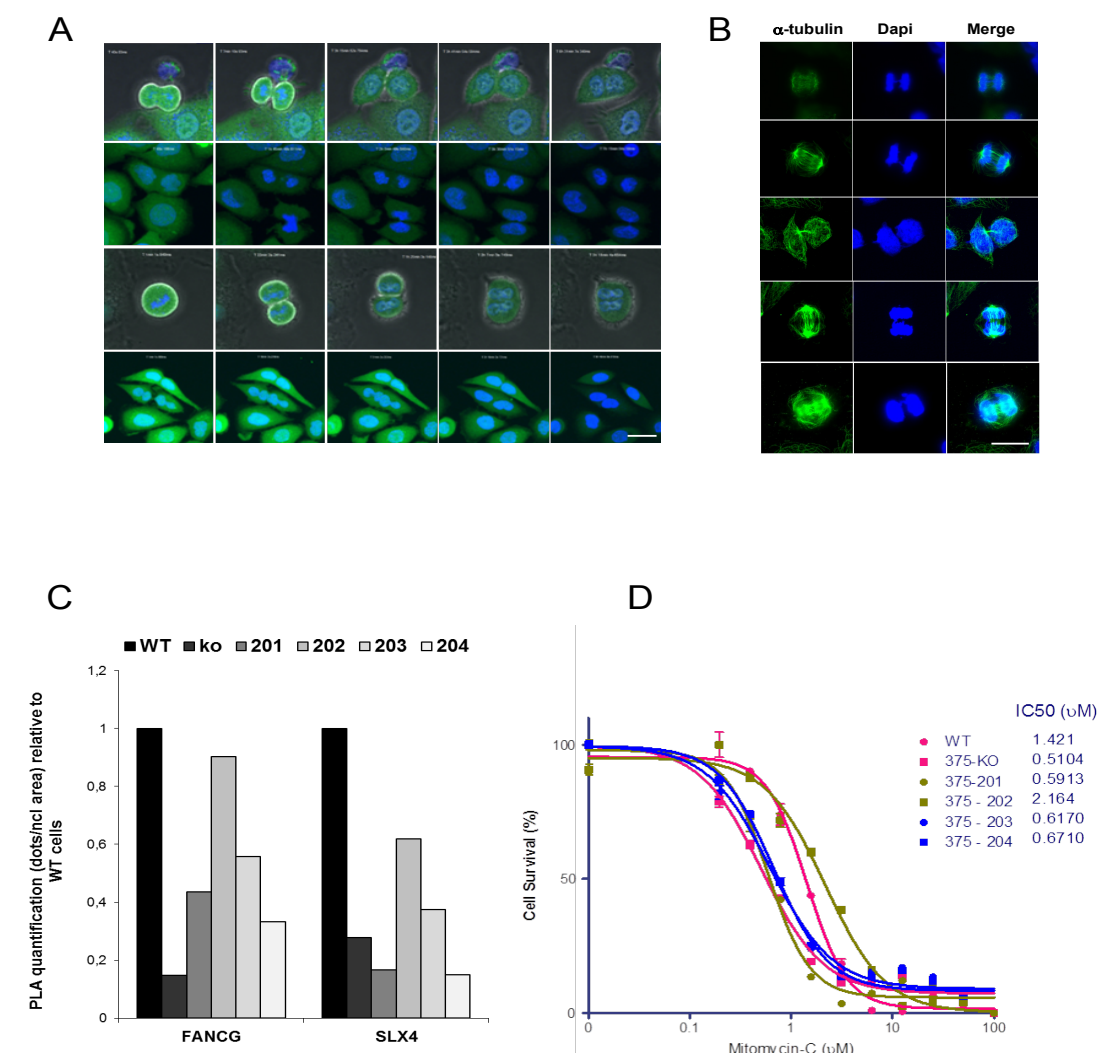 A
B
α-tubulin Dapi Merge
C
D
WT ko 201 202 203 204
PLA quantification (dots/ncl area) relative to
WT cells
1,2
1
0,8
0,6
0,4
0,2
0
FANCG SLX4
IC50 (υM)
WT 1.421
375-KO 0.5104
375-201 0.5913
375 - 202 2.164
375 - 203 0.6170
375 - 204 0.6710
Cell Survival (%)
100
50
0
0 0.1 1 10 100
Mitomycin-C (υM)